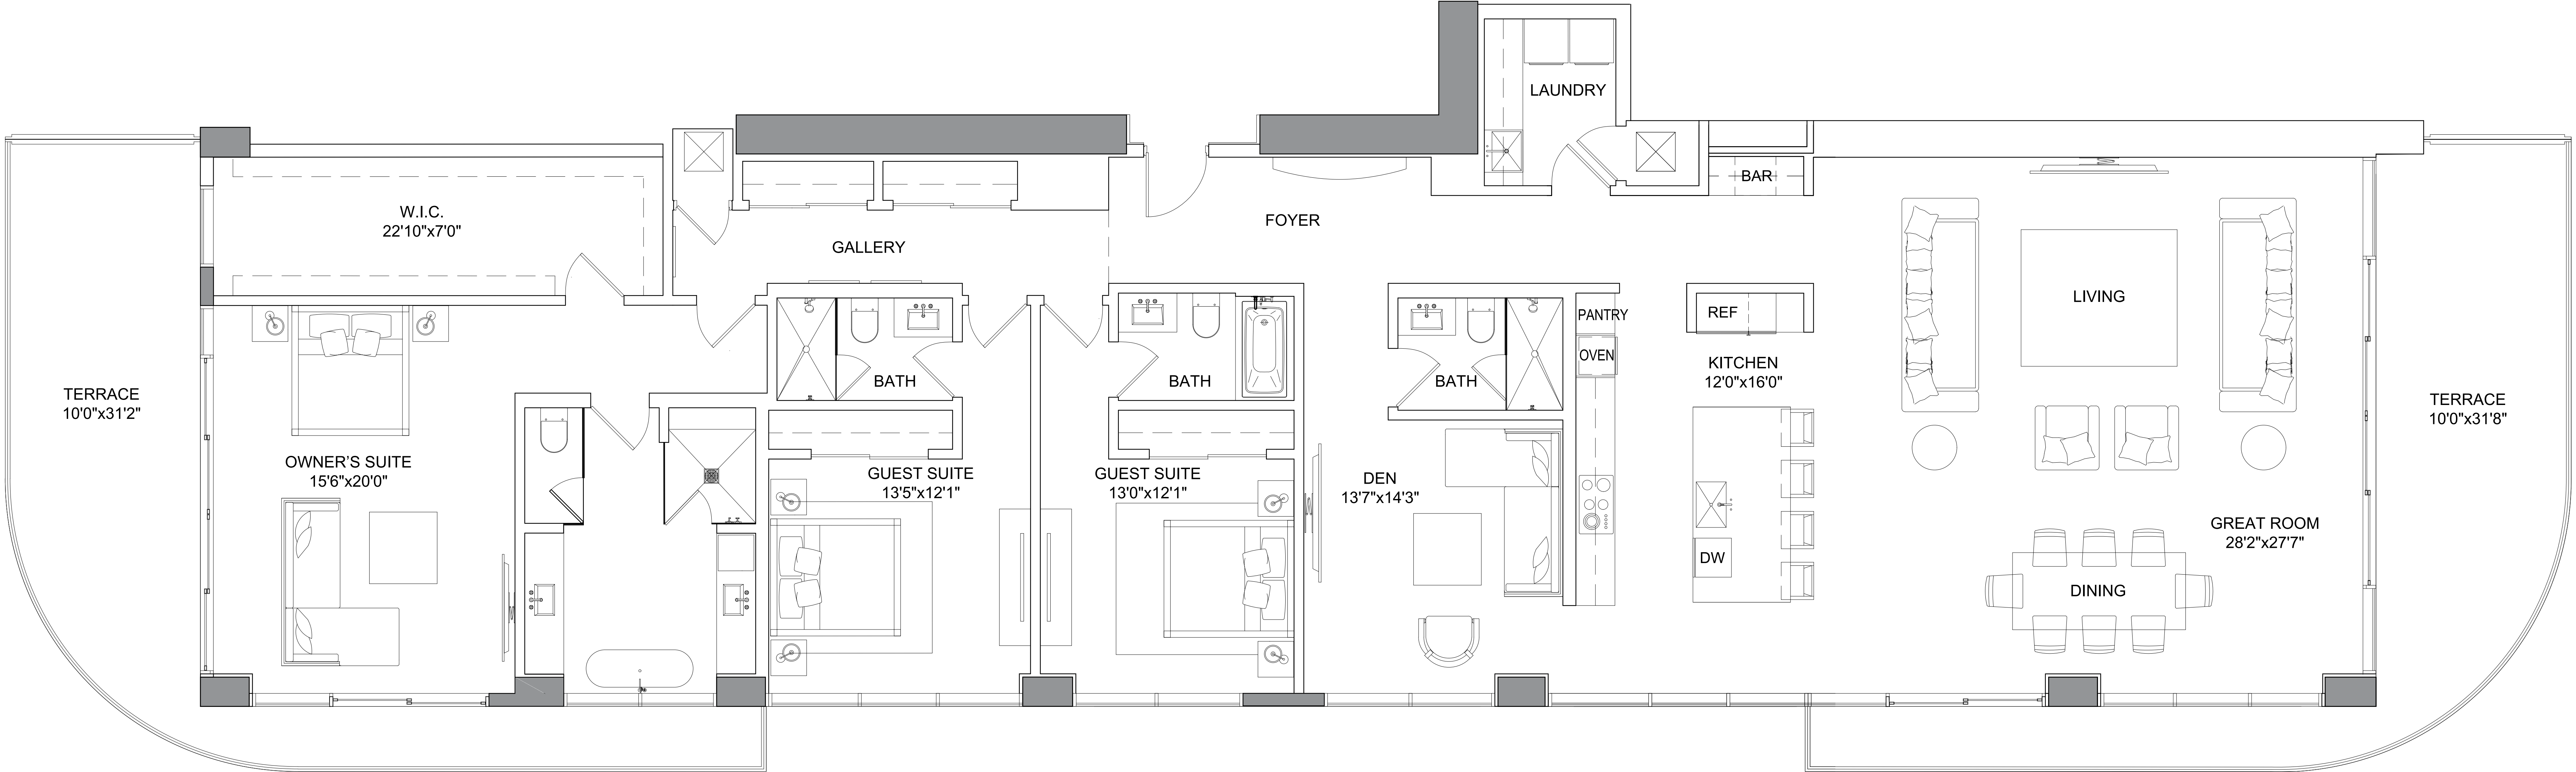 LAUNDRY
BAR
W.I.C.
22'10"x7'0"
GALLERY
FOYER
LIVING
PANTRY
REF
OVEN
KITCHEN
12'0"x16'0"
BATH
BATH
BATH
TERRACE
10'0"x31'2"
TERRACE
10'0"x31'8"
OWNER'S SUITE
15'6"x20'0"
GUEST SUITE
13'5"x12'1"
GUEST SUITE
13'0"x12'1"
DEN
13'7"x14'3"
GREAT ROOM
28'2"x27'7"
DW
DINING